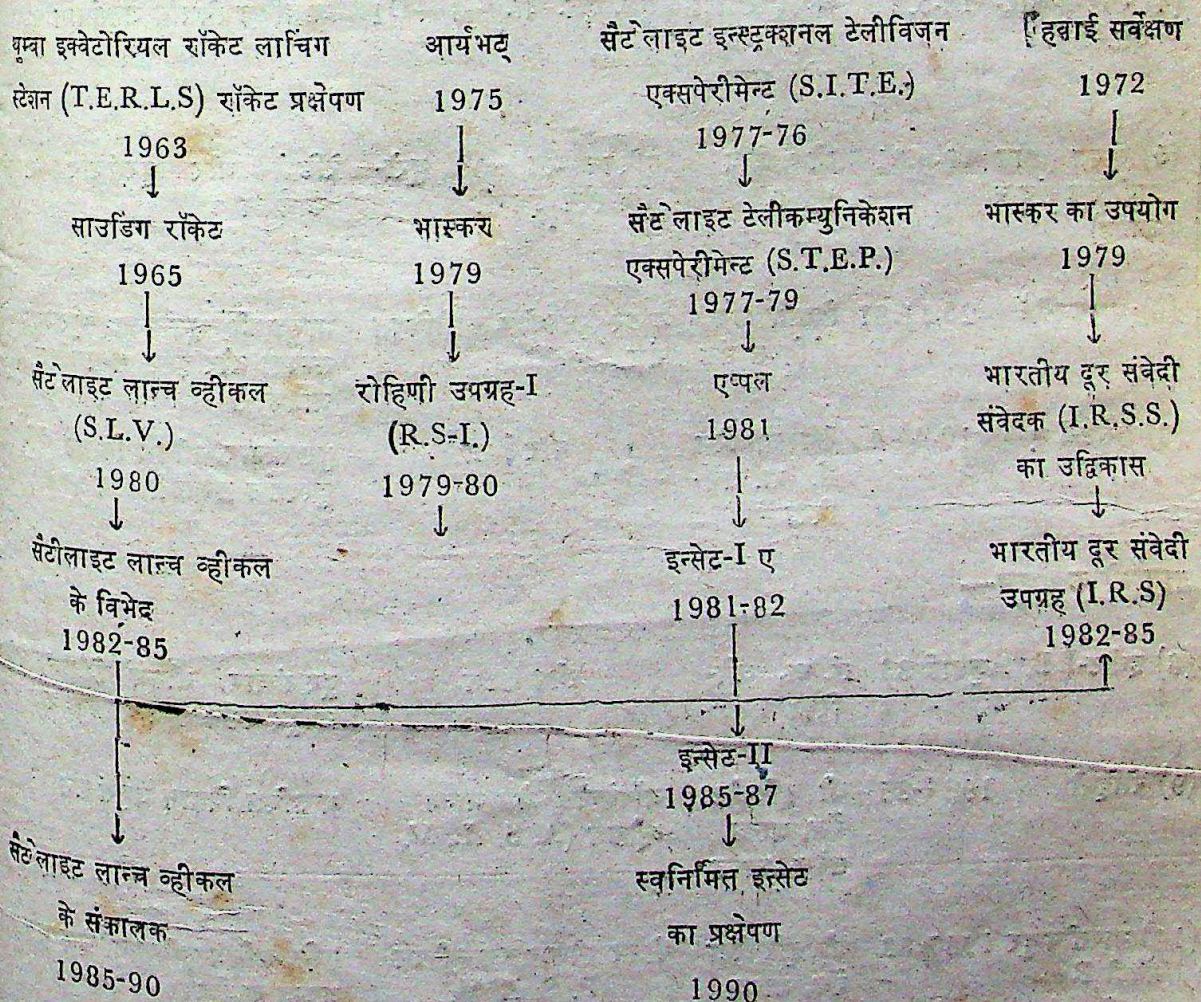 थुम्बा इक्वेटोरियल रॉकेट लाचिंग
स्टेशन (T.E.R.L.S) रॉकेट प्रक्षेपण
1963
साउडिंग रॉकेट
1965
सैटेलाइट लान्च व्हीकल
(S.L.V.)
1980
सैटीलाइट लान्च व्हीकल
के विभेद
1982-85
सैटेलाइट लान्च व्हीकल
के संकालक
1985-90
आर्यभट्
1975
भास्कर
1979
रोहिणी उपग्रह-I
(R.S-I.)
1979-80
सैटेलाइट इन्स्ट्रक्शनल टेलीविजन
एक्सपेरीमेन्ट (S.I.T.E.)
1977-76
सैटेलाइट टेलीकम्युनिकेशन
एक्सपेरीमेन्ट (S.T.E.P.)
1977-79
एप्पल
1981
इन्सेट-I ए
1981-82
इन्सेट-II
1985-87
स्वनिर्मित इन्सेट
का प्रक्षेपण
1990
हवाई सर्वेक्षण
1972
भास्कर का उपयोग
1979
भारतीय दूर संवेदी
संवेदक (I.R.S.S.)
का उद्विकास
भारतीय दूर संवेदी
उपग्रह (I.R.S)
1982-85